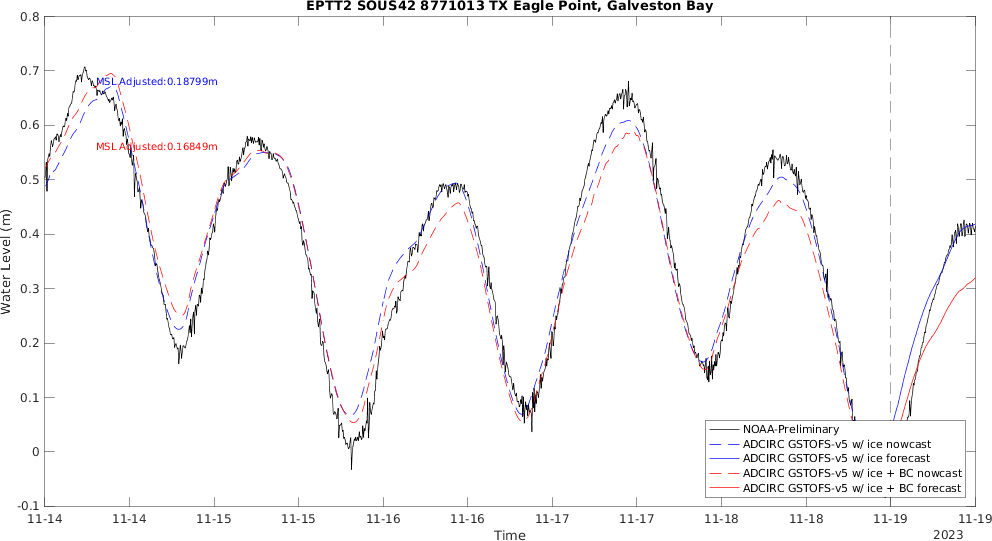 EPTT2 SOUS42 8771013 TX Eagle Point, Galveston Bay
0.8
0.7
0.6
0.5
0.4
0.3
0.2
0.1
0
-0.1
Water Level (m)
MSL Adjusted:0.18799m
MSL Adjusted:0.16849m
NOAA-Preliminary
ADCIRC GSTOFS-v5 w/ ice nowcast
ADCIRC GSTOFS-v5 w/ ice forecast
ADCIRC GSTOFS-v5 w/ ice + BC nowcast
ADCIRC GSTOFS-v5 w/ ice + BC forecast
11-14 11-14 11-15 11-15 11-16 11-16 11-17 11-17 11-18 11-18 11-19 11-19
Time
2023